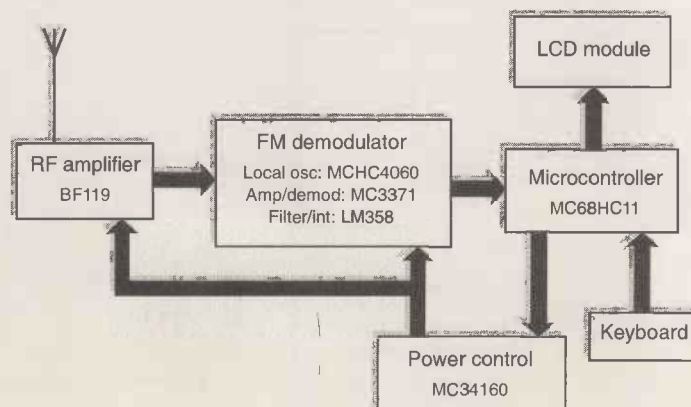 LCD module
RF amplifier
BF119
FM demodulator
Local osc: MCHC4060
Amp/demod: MC3371
Filter/int: LM358
Microcontroller
MC68HC11
Power control
MC34160
Keyboard